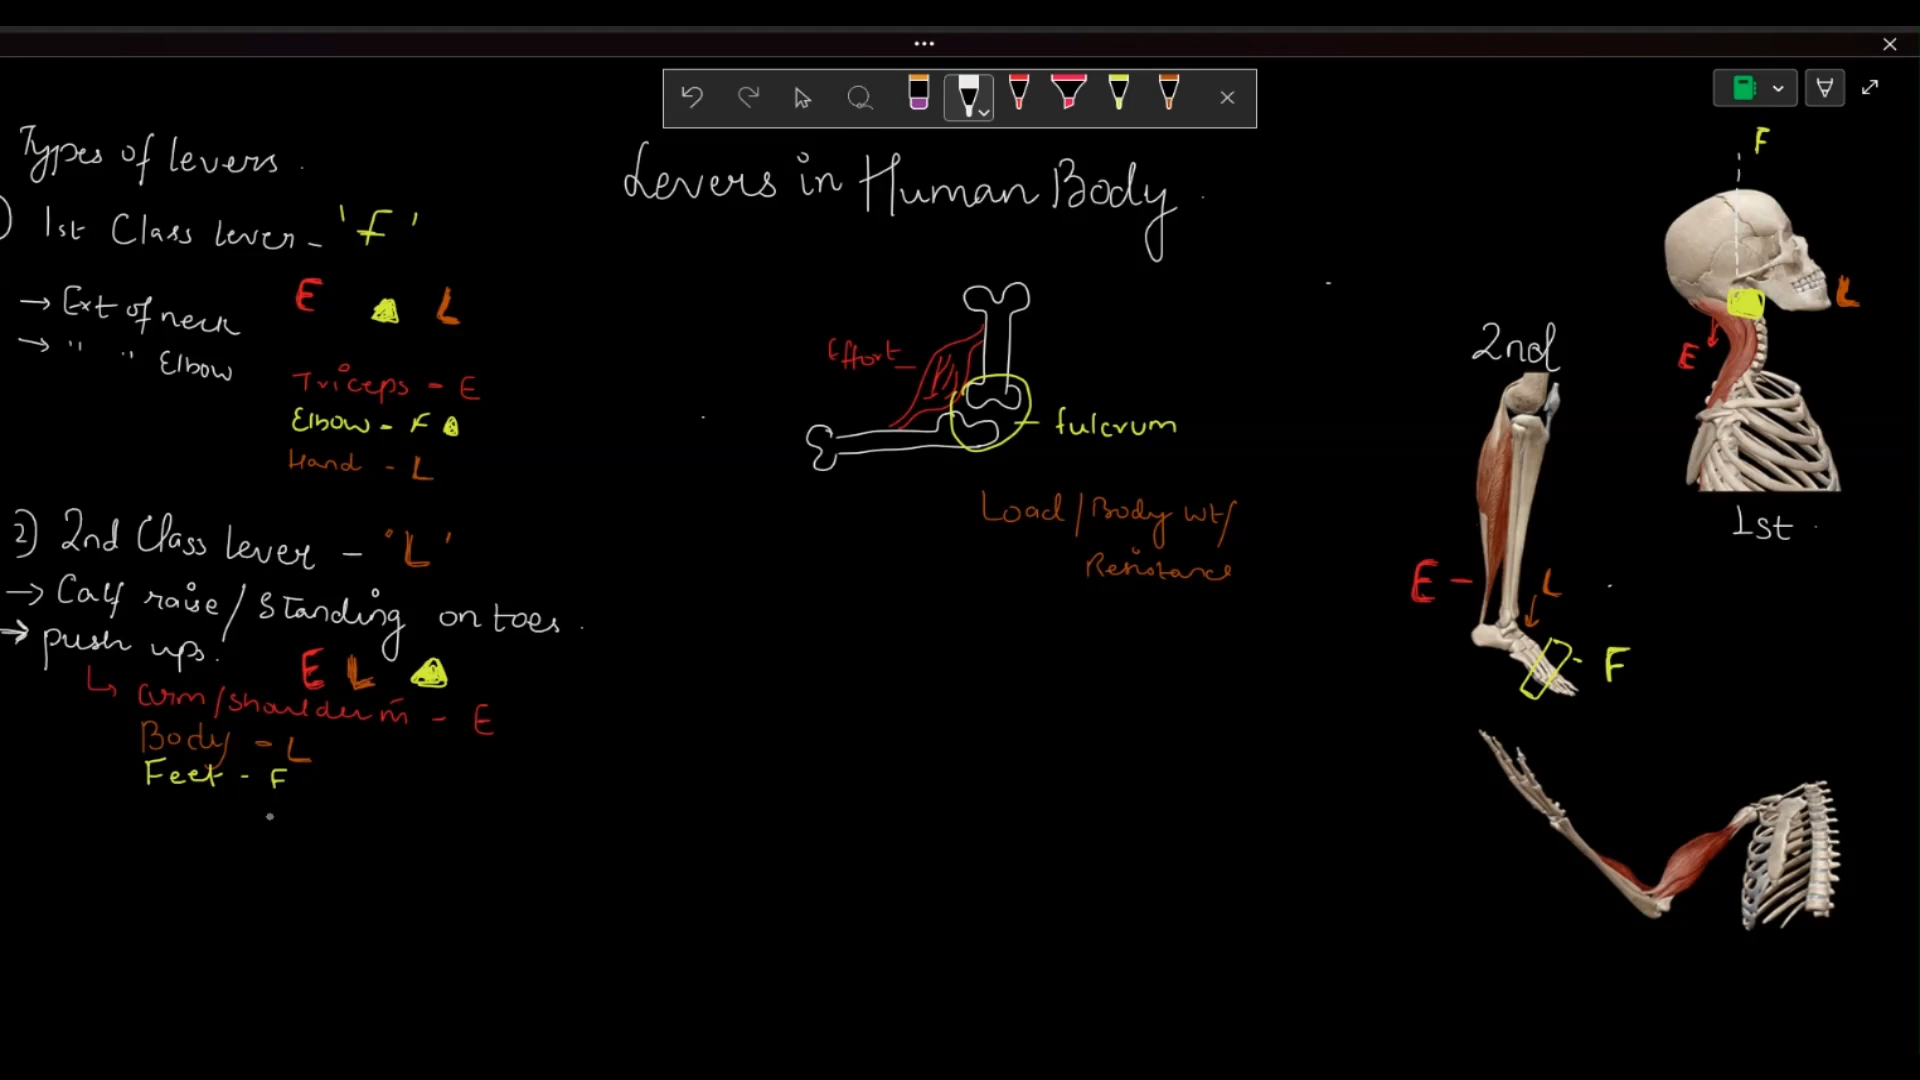 Types of levers.
) 1st Class lever - 'F'
E L
→ Ext of neck
→ " " Elbow
Triceps - E
Elbow - F
Hand - L
2) 2nd Class lever - 'L'
→ Calf raise/Standing on toes.
→ push ups.
E L
↳ arm/shoulder m - E
Body - L
Feet - F
Levers in Human Body.
Effort
fulcrum
Load/Body wt/
Resistance
2nd
E - L
F
F
L
E
1st